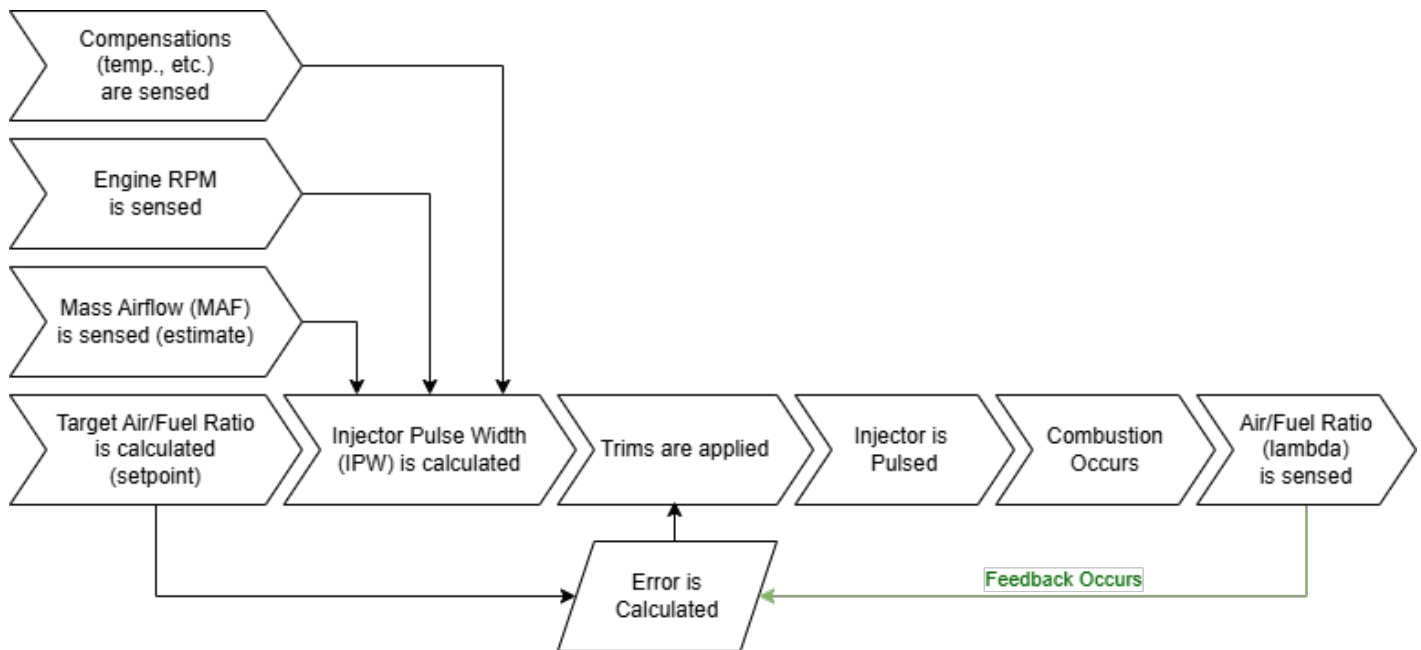 Compensations
(temp., etc.)
are sensed
Engine RPM
is sensed
Mass Airflow (MAF)
is sensed (estimate)
Target Air/Fuel Ratio
is calculated
(setpoint)
Injector Pulse Width
(IPW) is calculated
Trims are applied
Injector is
Pulsed
Combustion
Occurs
Air/Fuel Ratio
(lambda)
is sensed
Error is
Calculated
Feedback Occurs